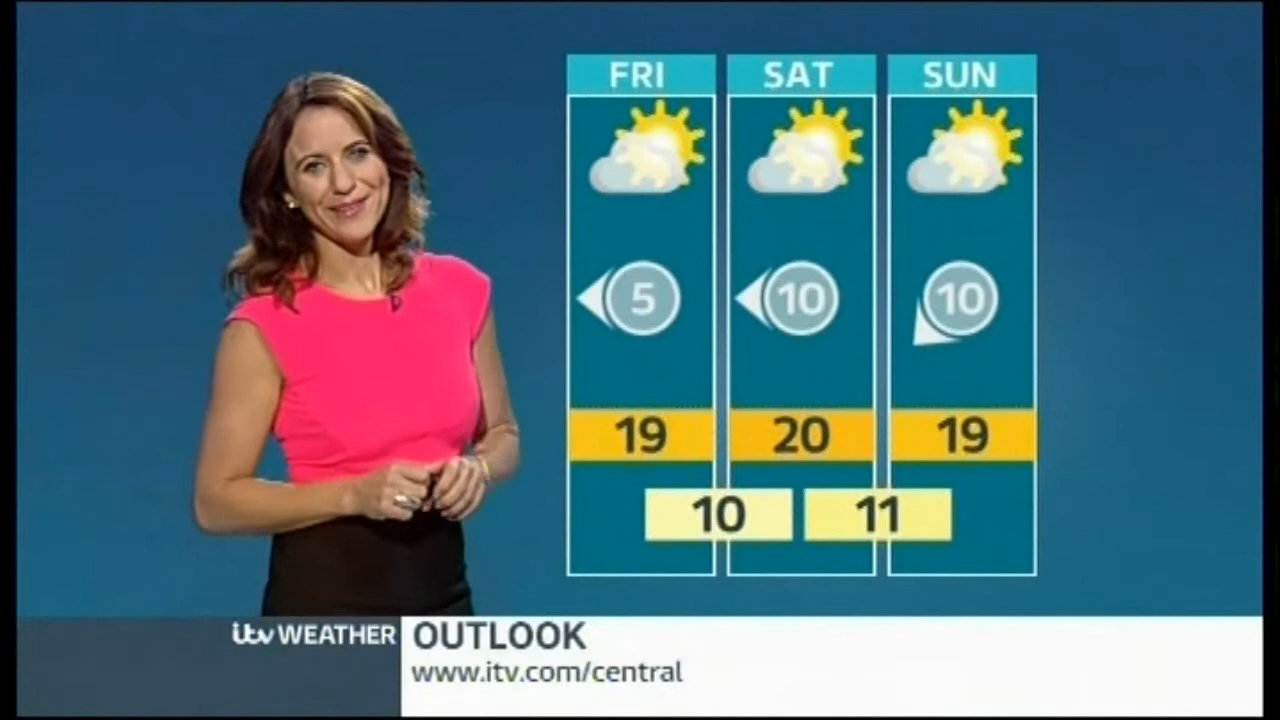 FRI SAT SUN
5 10 10
19 20 19
10 11
itv WEATHER OUTLOOK
www.itv.com/central